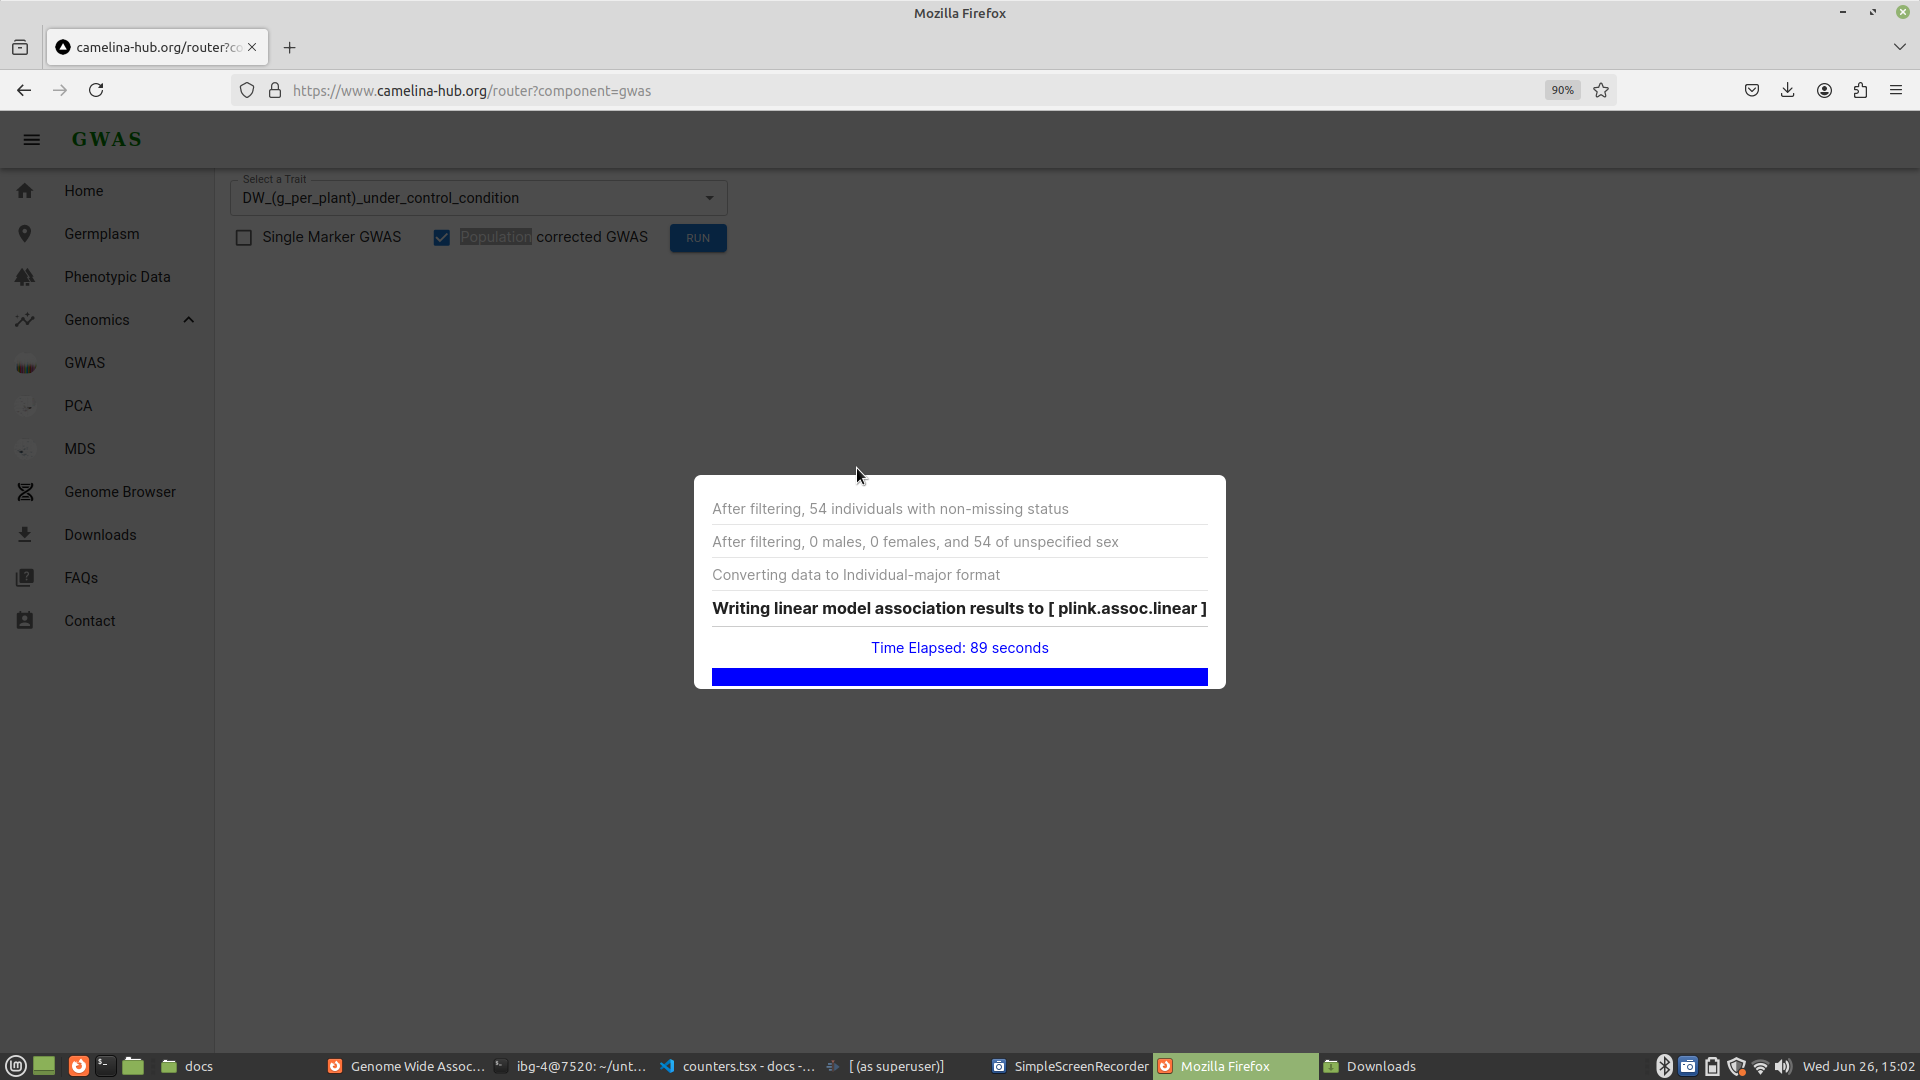 Mozilla Firefox
camelina-hub.org/router?co
https://www.camelina-hub.org/router?component=gwas
90%
GWAS
Home
Germplasm
Phenotypic Data
Genomics
GWAS
PCA
MDS
Genome Browser
Downloads
FAQs
Contact
Select a Trait
DW_(g_per_plant)_under_control_condition
Single Marker GWAS
Population corrected GWAS
RUN
After filtering, 54 individuals with non-missing status
After filtering, 0 males, 0 females, and 54 of unspecified sex
Converting data to Individual-major format
Writing linear model association results to [ plink.assoc.linear ]
Time Elapsed: 89 seconds
docs
Genome Wide Assoc...
ibg-4@7520: ~/unt...
counters.tsx - docs -...
[ (as superuser)]
SimpleScreenRecorder
Mozilla Firefox
Downloads
Wed Jun 26, 15:02